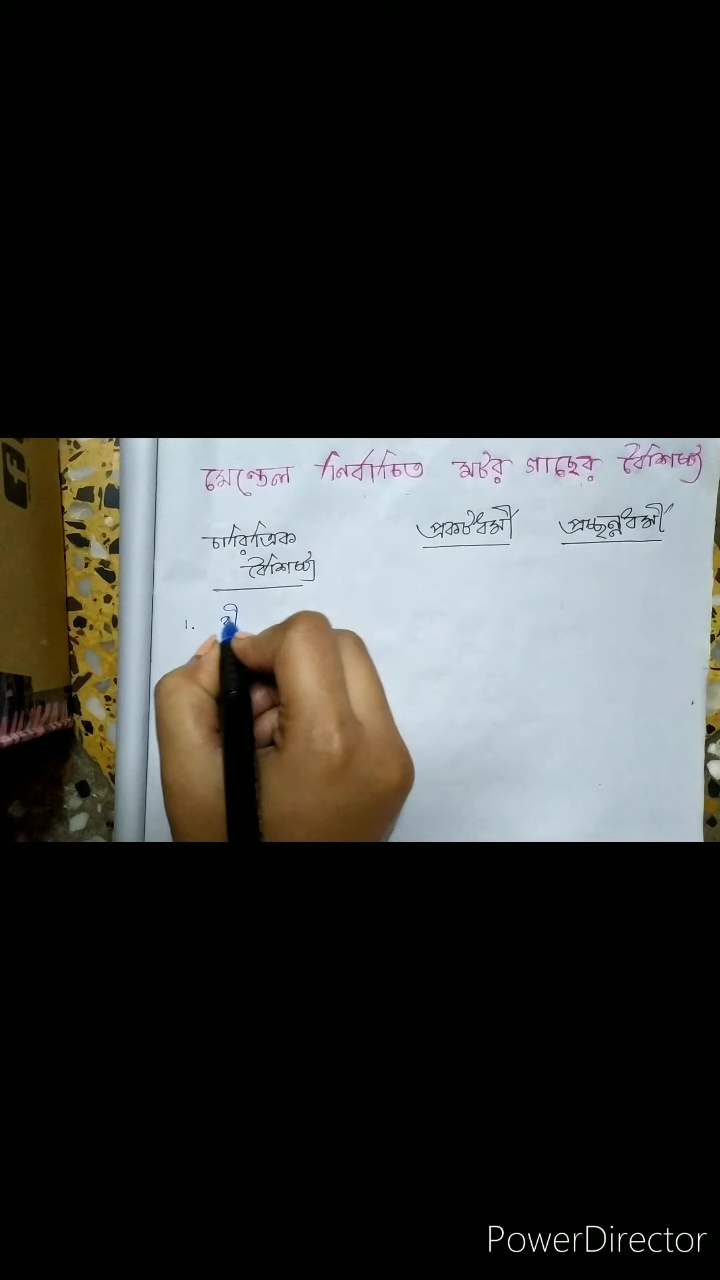 মেন্ডেল নির্বাচিত মটর গাছের বৈশিষ্ট্য
চারিত্রিক বৈশিষ্ট্য
প্রকটধর্মী
প্রচ্ছন্নধর্মী
1.
PowerDirector